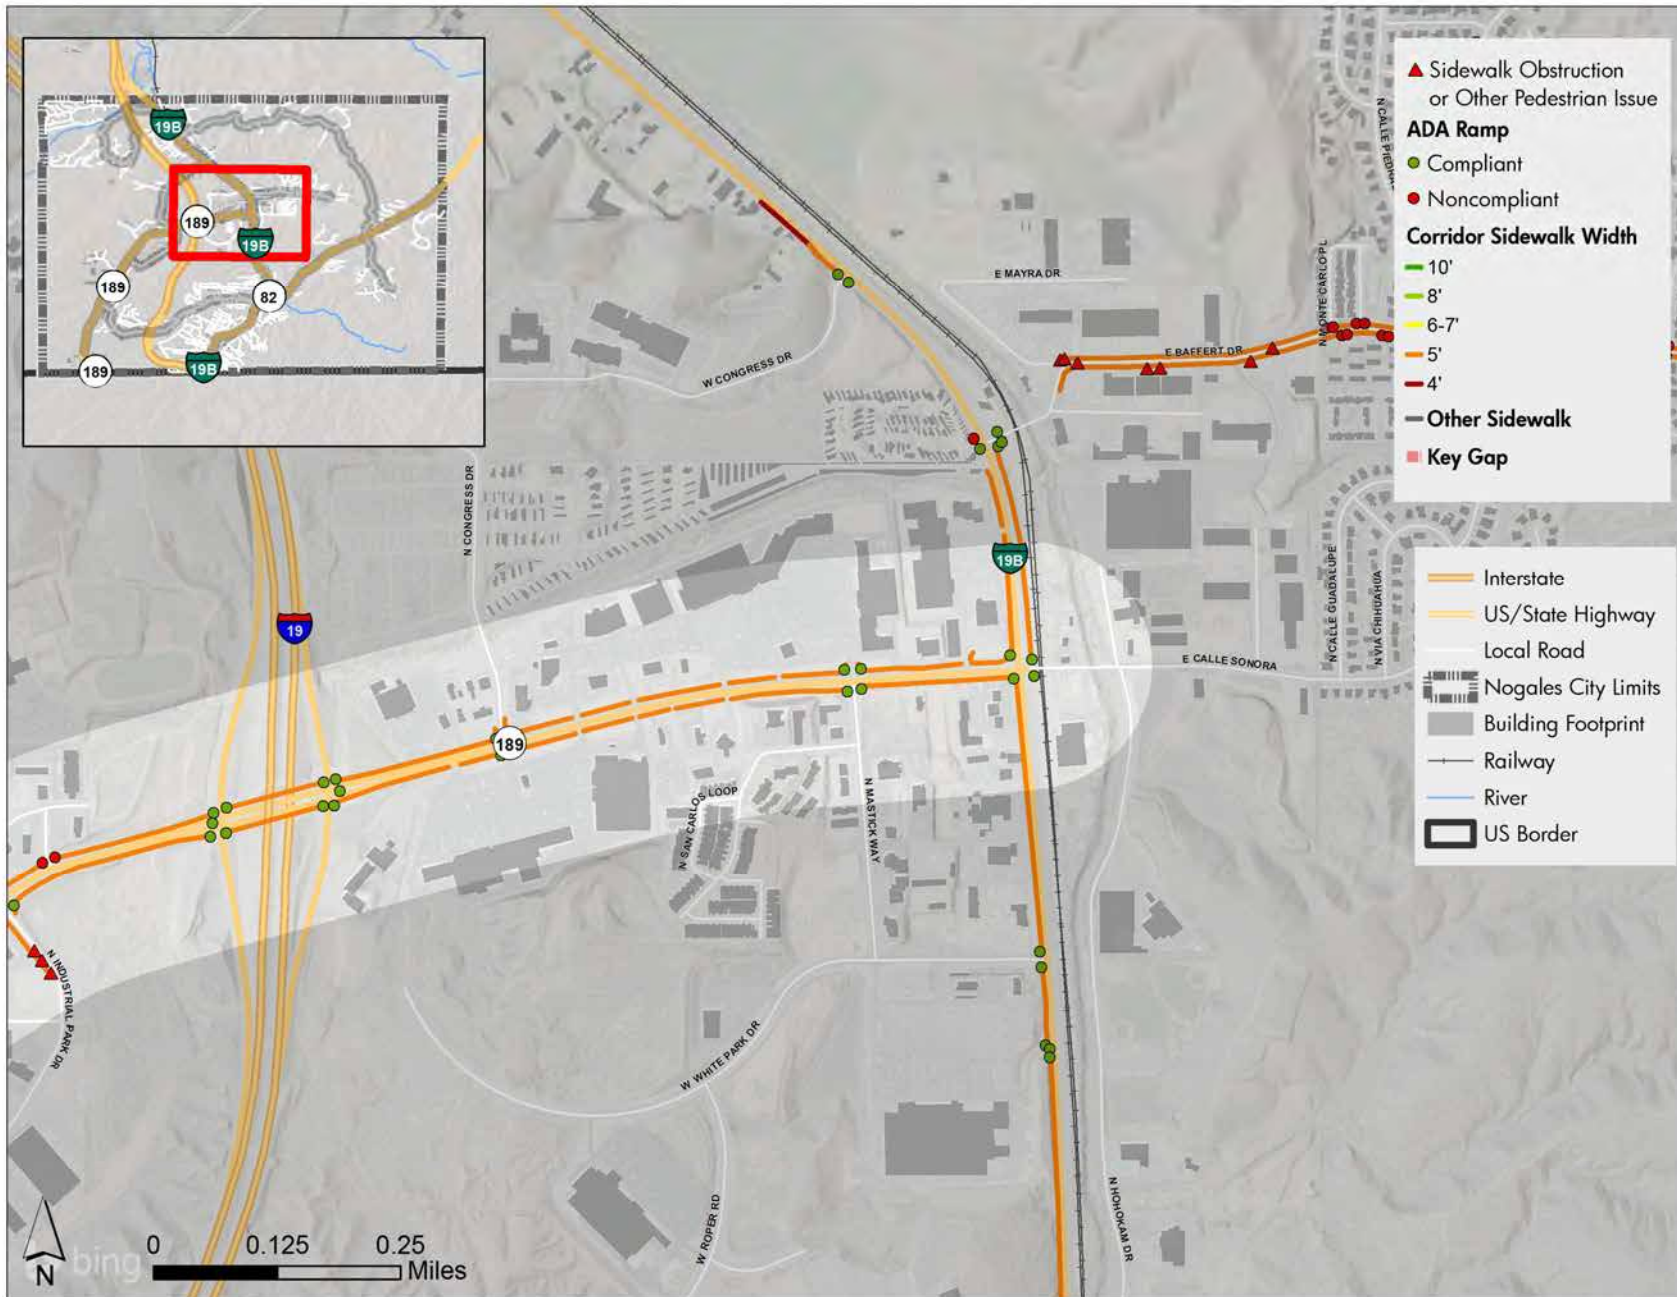 19B
189
19B
189
82
189
19B
Sidewalk Obstruction
or Other Pedestrian Issue
ADA Ramp
Compliant
Noncompliant
Corridor Sidewalk Width
10'
8'
6-7'
5'
4'
Other Sidewalk
Key Gap
Interstate
US/State Highway
Local Road
Nogales City Limits
Building Footprint
Railway
River
US Border
E MAYRA DR
N MONTE CARLO PL
E BAFFERT DR
W CONGRESS DR
N CONGRESS DR
19B
19
N CALLE GUADALUPE
N VIA CHIHUAHUA
E CALLE SONORA
189
N SAN CARLOS LOOP
N MASTICK WAY
N INDUSTRIAL PARK DR
W WHITE PARK DR
W ROPER RD
N HOHOKAM DR
N
bing
0 0.125 0.25
Miles